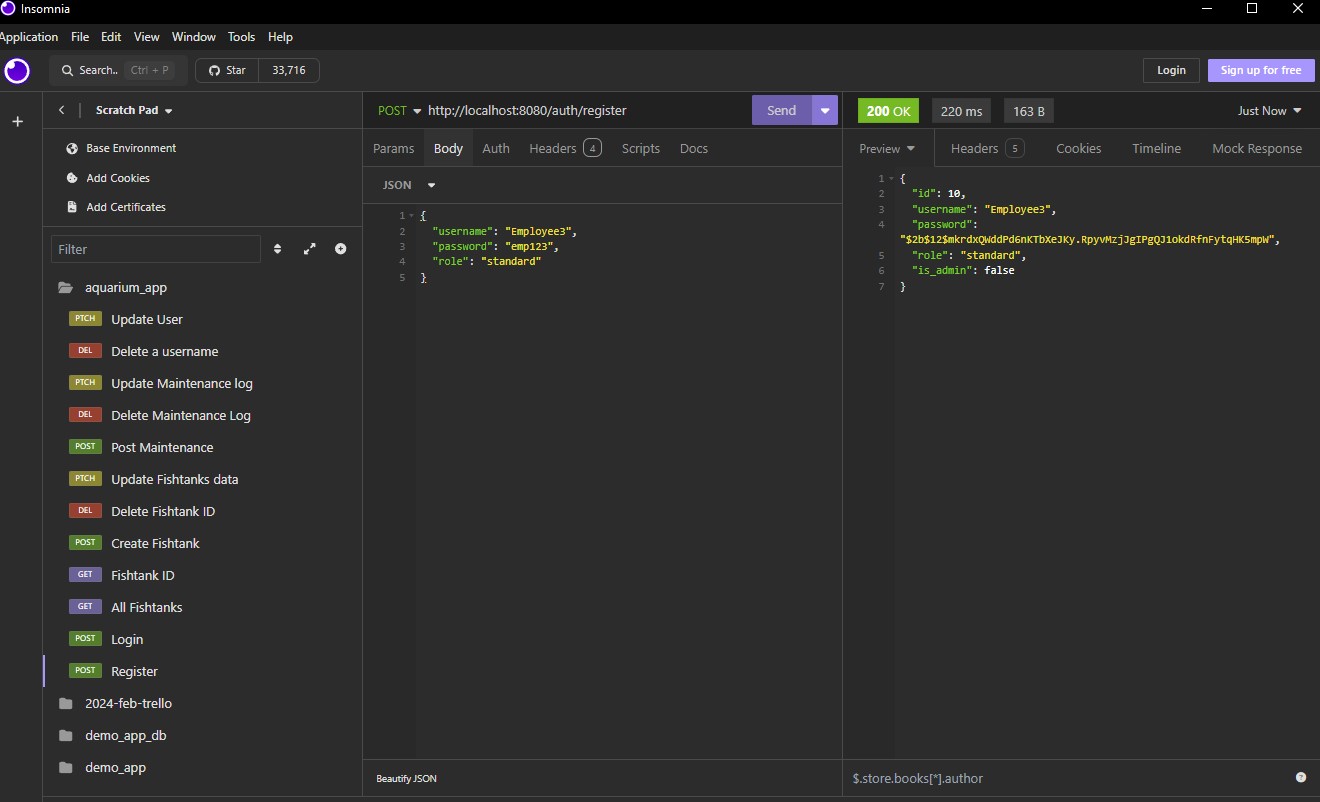 Insomnia
Application File Edit View Window Tools Help
Search.. Ctrl + P Star 33,716 Login Sign up for free
Scratch Pad
Base Environment
Add Cookies
Add Certificates
Filter
aquarium_app
PTCH Update User
DEL Delete a username
PTCH Update Maintenance log
DEL Delete Maintenance Log
POST Post Maintenance
PTCH Update Fishtanks data
DEL Delete Fishtank ID
POST Create Fishtank
GET Fishtank ID
GET All Fishtanks
POST Login
POST Register
2024-feb-trello
demo_app_db
demo_app
POST http://localhost:8080/auth/register Send
Params Body Auth Headers 4 Scripts Docs
JSON
1 {
2 "username": "Employee3",
3 "password": "emp123",
4 "role": "standard"
5 }
Beautify JSON
200 OK 220 ms 163 B Just Now
Preview Headers 5 Cookies Timeline Mock Response
1 {
2 "id": 10,
3 "username": "Employee3",
4 "password":
"$2b$12$mkrdxQWddPd6nKTbXeJKy.RpyvMzjJgIPgQJ1okdRfnFytqHK5mpW",
5 "role": "standard",
6 "is_admin": false
7 }
$.store.books[*].author